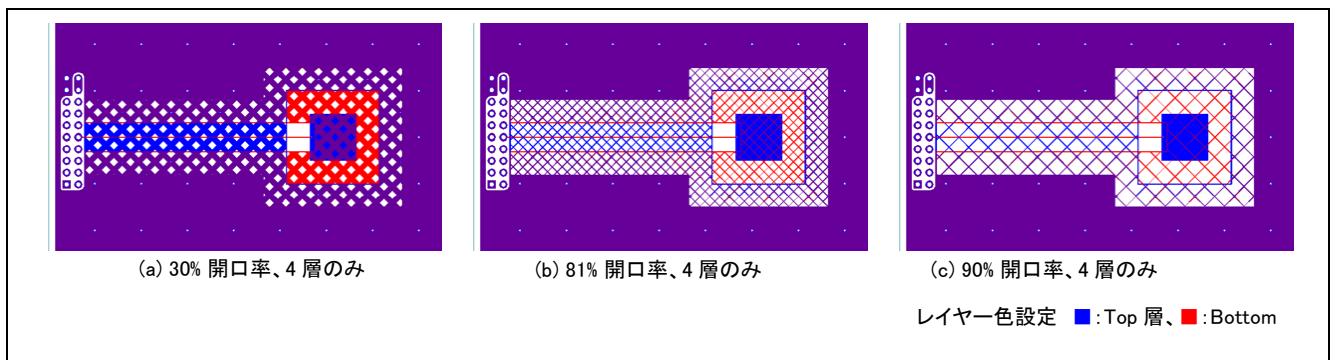 (a) 30% 開口率、4 層のみ
(b) 81% 開口率、4 層のみ
(c) 90% 開口率、4 層のみ
レイヤー色設定 ■:Top 層、■:Bottom